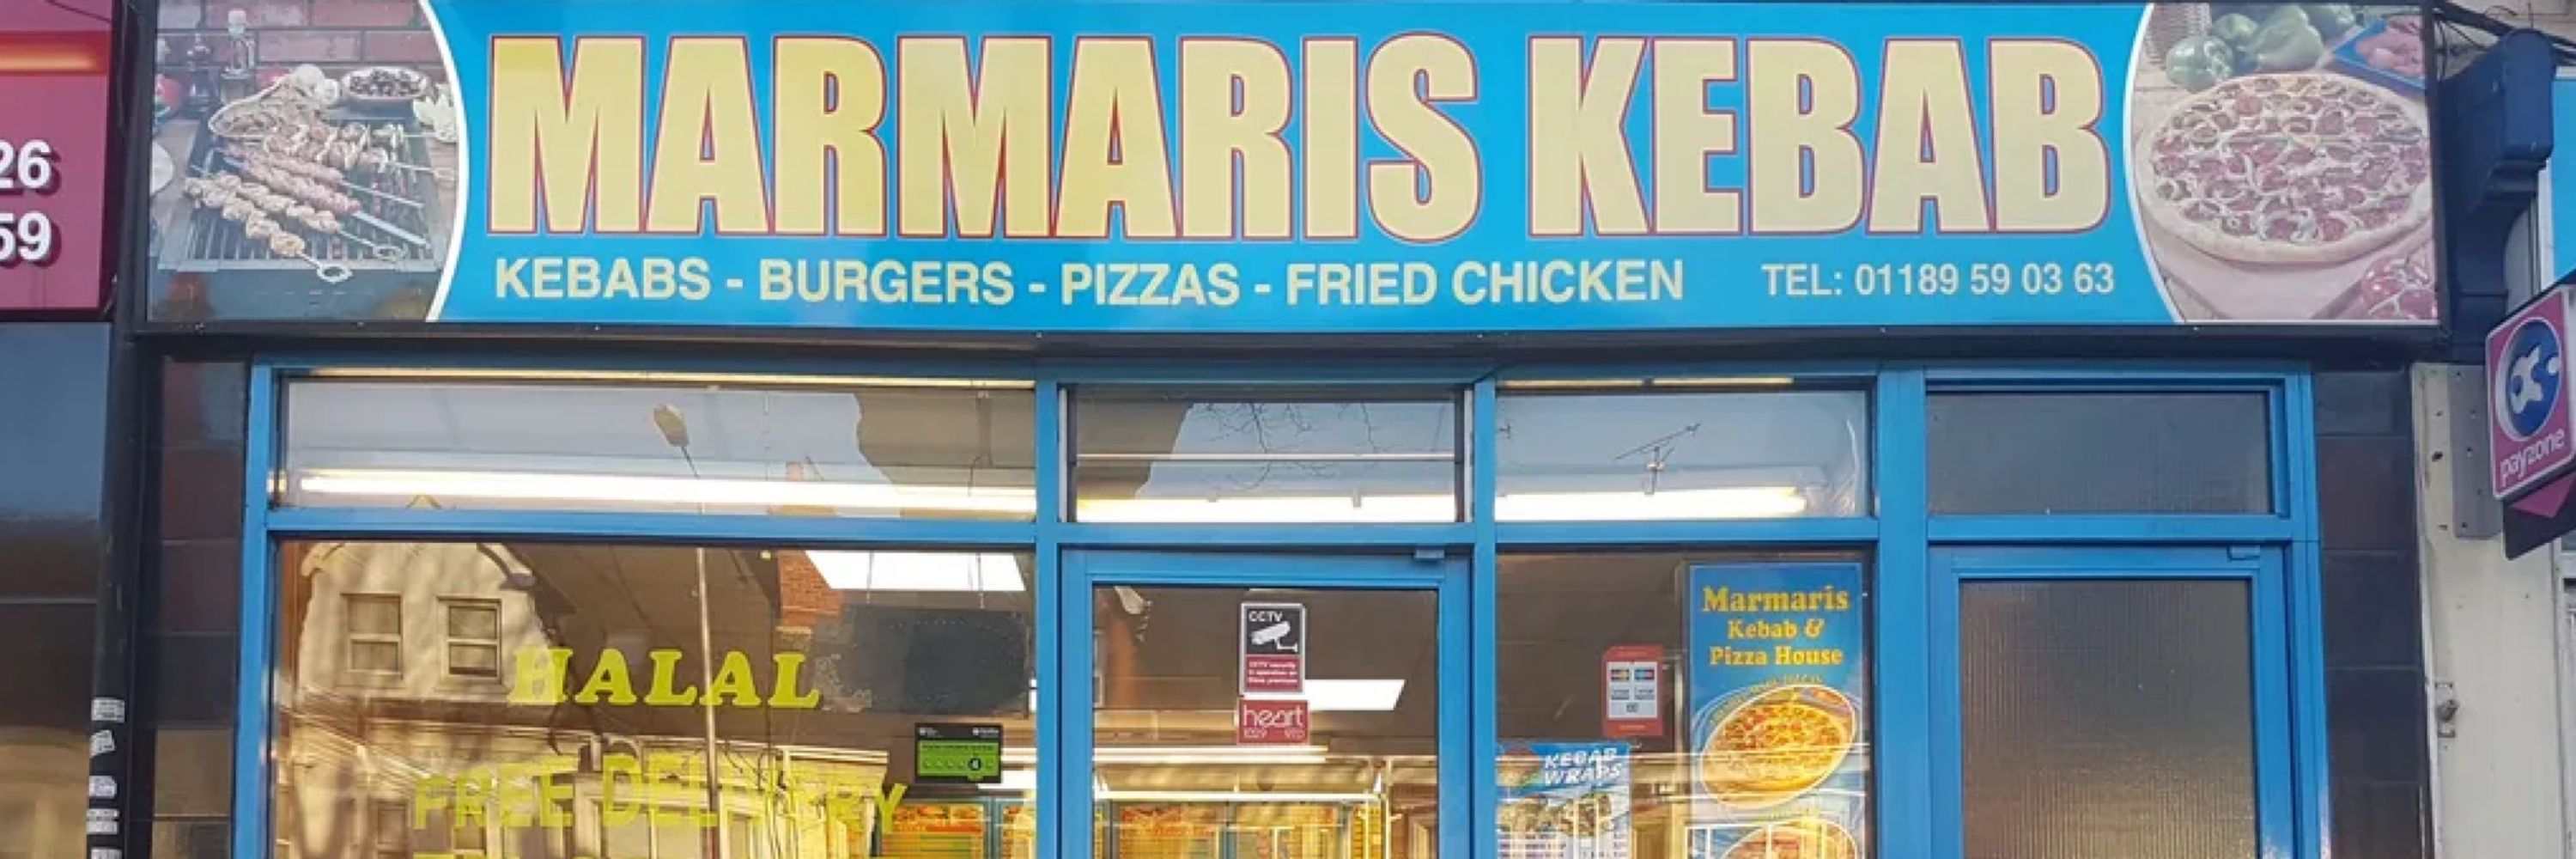 26
59
MARMARIS KEBAB
KEBABS - BURGERS - PIZZAS - FRIED CHICKEN
TEL: 01189 59 03 63
payzone
HALAL
FREE DELIVERY
CCTV
heart
Marmaris
Kebab &
Pizza House
KEBAB
WRAPS